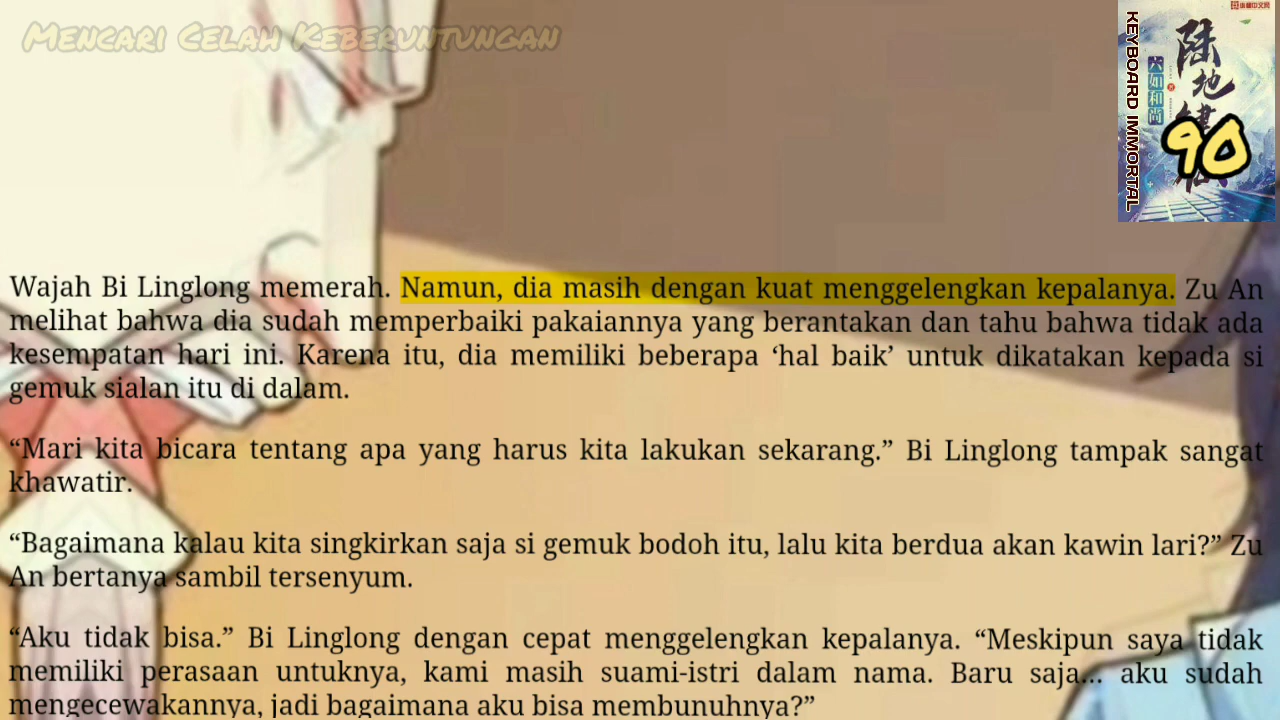 Mencari Celah Keberuntungan
KEYBOARD IMMORTAL
陆地
六如和尚
90
Wajah Bi Linglong memerah. Namun, dia masih dengan kuat menggelengkan kepalanya. Zu An
melihat bahwa dia sudah memperbaiki pakaiannya yang berantakan dan tahu bahwa tidak ada
kesempatan hari ini. Karena itu, dia memiliki beberapa ‘hal baik’ untuk dikatakan kepada si
gemuk sialan itu di dalam.
“Mari kita bicara tentang apa yang harus kita lakukan sekarang.” Bi Linglong tampak sangat
khawatir.
“Bagaimana kalau kita singkirkan saja si gemuk bodoh itu, lalu kita berdua akan kawin lari?” Zu
An bertanya sambil tersenyum.
“Aku tidak bisa.” Bi Linglong dengan cepat menggelengkan kepalanya. “Meskipun saya tidak
memiliki perasaan untuknya, kami masih suami-istri dalam nama. Baru saja... aku sudah
mengecewakannya, jadi bagaimana aku bisa membunuhnya?”